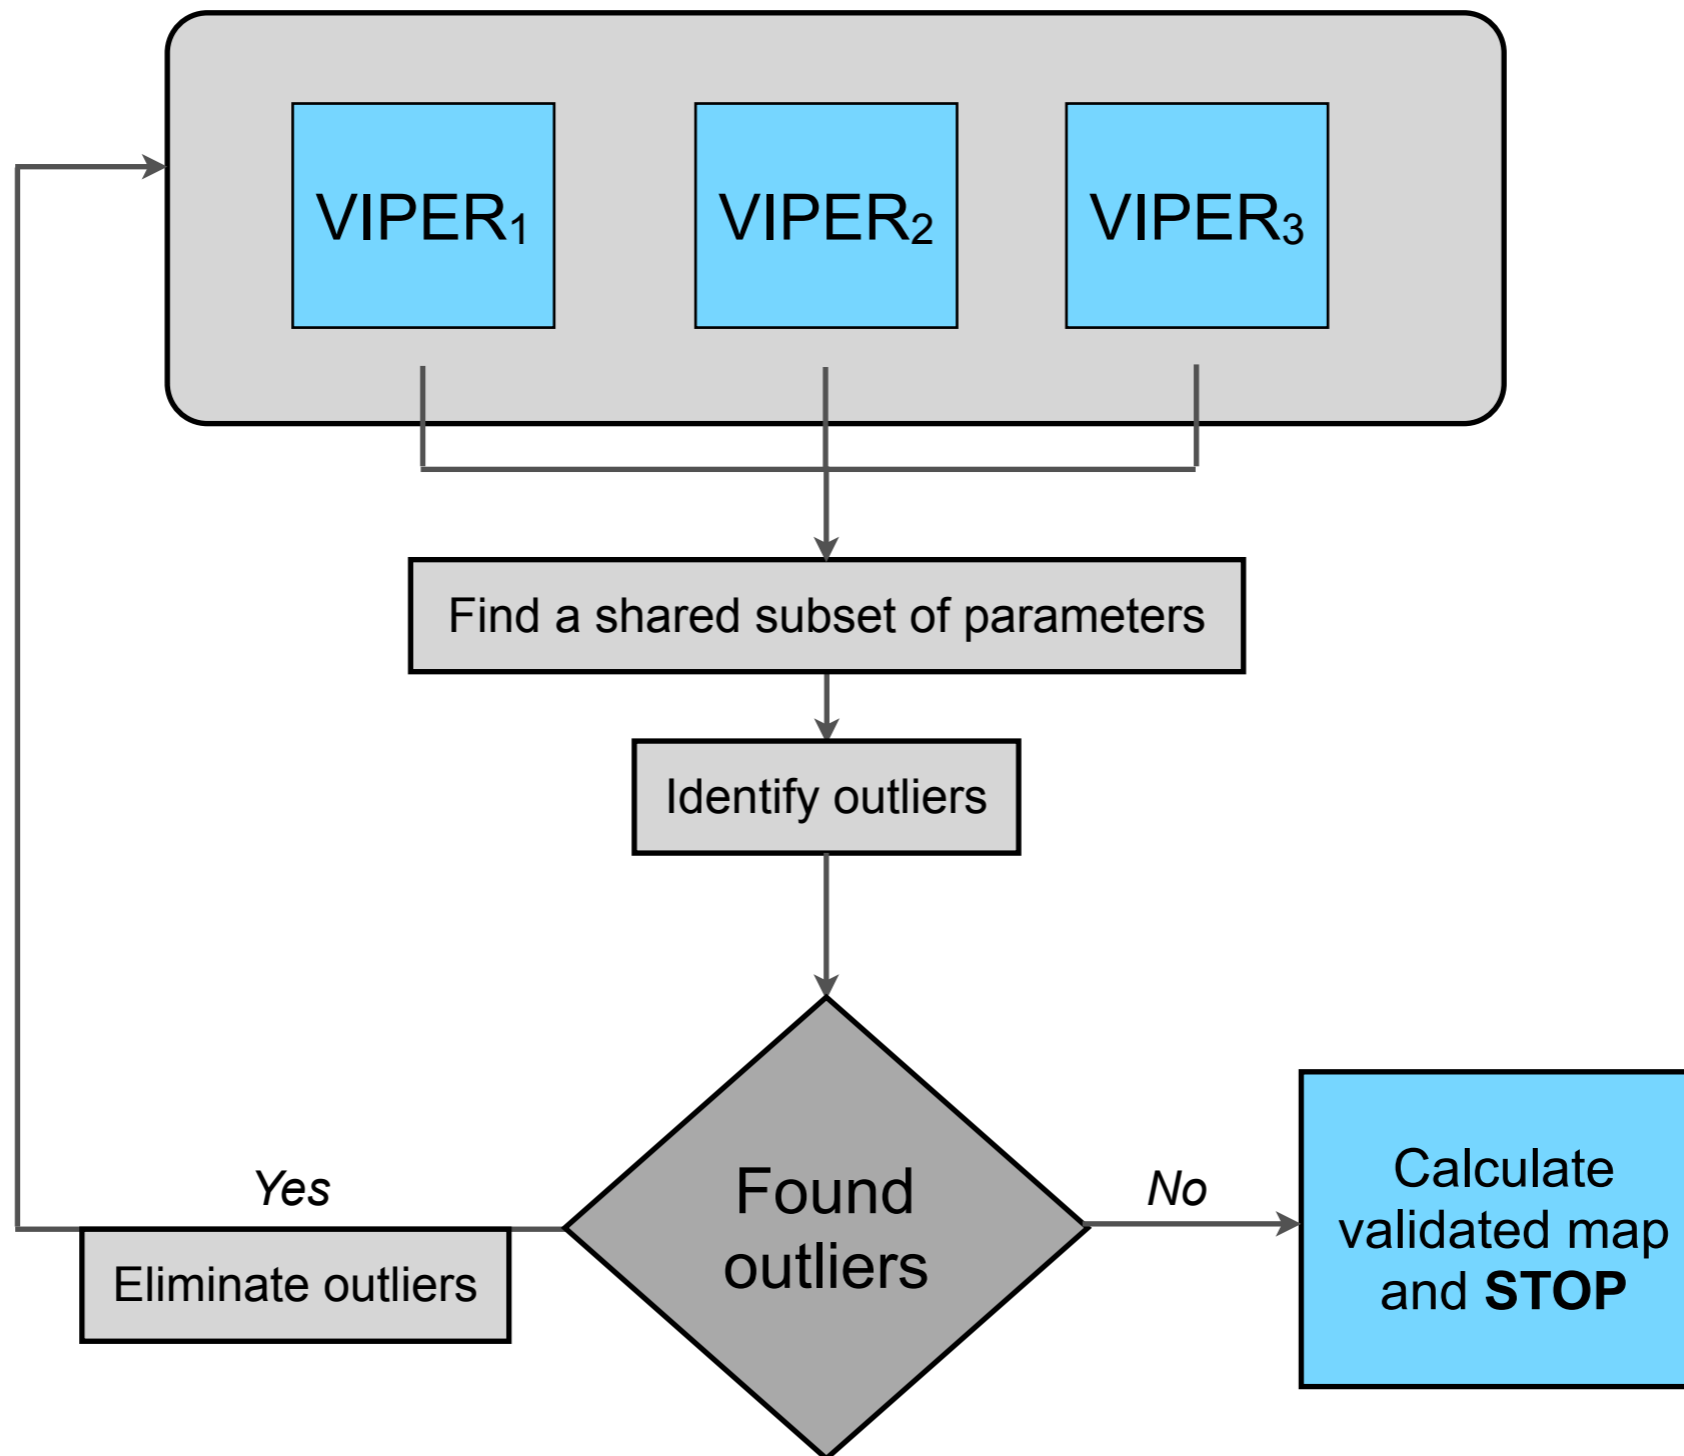 VIPER₁ VIPER₂ VIPER₃
Find a shared subset of parameters
Identify outliers
Yes
Found
outliers
No
Eliminate outliers
Calculate
validated map
and STOP